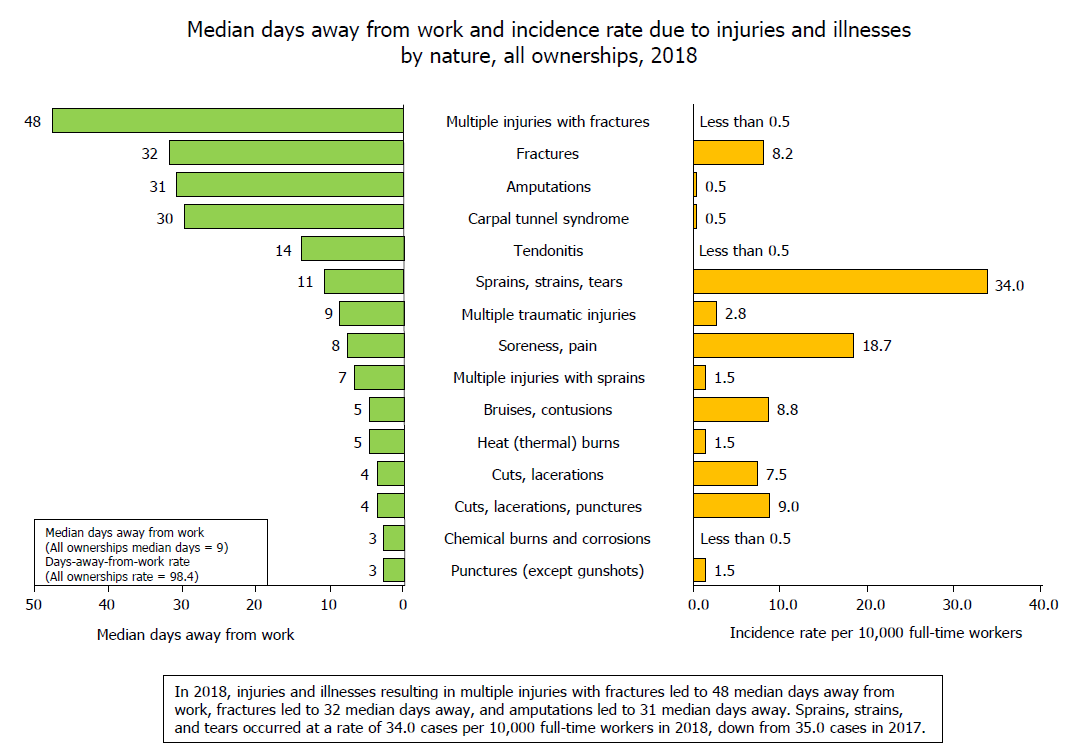 Median days away from work and incidence rate due to injuries and illnesses
by nature, all ownerships, 2018
48 Multiple injuries with fractures Less than 0.5
32 Fractures 8.2
31 Amputations 0.5
30 Carpal tunnel syndrome 0.5
14 Tendonitis Less than 0.5
11 Sprains, strains, tears 34.0
9 Multiple traumatic injuries 2.8
8 Soreness, pain 18.7
7 Multiple injuries with sprains 1.5
5 Bruises, contusions 8.8
5 Heat (thermal) burns 1.5
4 Cuts, lacerations 7.5
4 Cuts, lacerations, punctures 9.0
3 Chemical burns and corrosions Less than 0.5
3 Punctures (except gunshots) 1.5
Median days away from work
(All ownerships median days = 9)
Days-away-from-work rate
(All ownerships rate = 98.4)
50 40 30 20 10 0 0.0 10.0 20.0 30.0 40.0
Median days away from work Incidence rate per 10,000 full-time workers
In 2018, injuries and illnesses resulting in multiple injuries with fractures led to 48 median days away from
work, fractures led to 32 median days away, and amputations led to 31 median days away. Sprains, strains,
and tears occurred at a rate of 34.0 cases per 10,000 full-time workers in 2018, down from 35.0 cases in 2017.